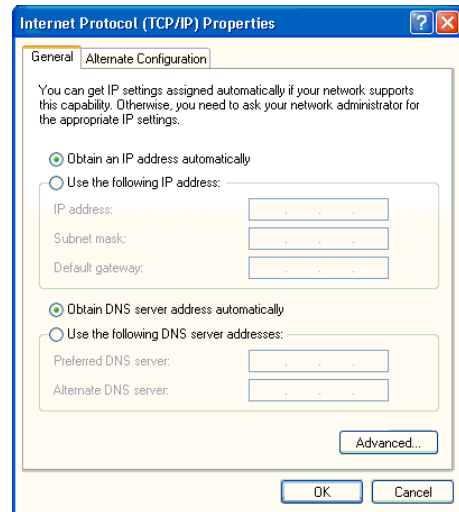 Internet Protocol (TCP/IP) Properties
General
Alternate Configuration
You can get IP settings assigned automatically if your network supports
this capability. Otherwise, you need to ask your network administrator for
the appropriate IP settings.
Obtain an IP address automatically
Use the following IP address:
IP address:
Subnet mask:
Default gateway:
Obtain DNS server address automatically
Use the following DNS server addresses:
Preferred DNS server:
Alternate DNS server:
Advanced...
OK
Cancel